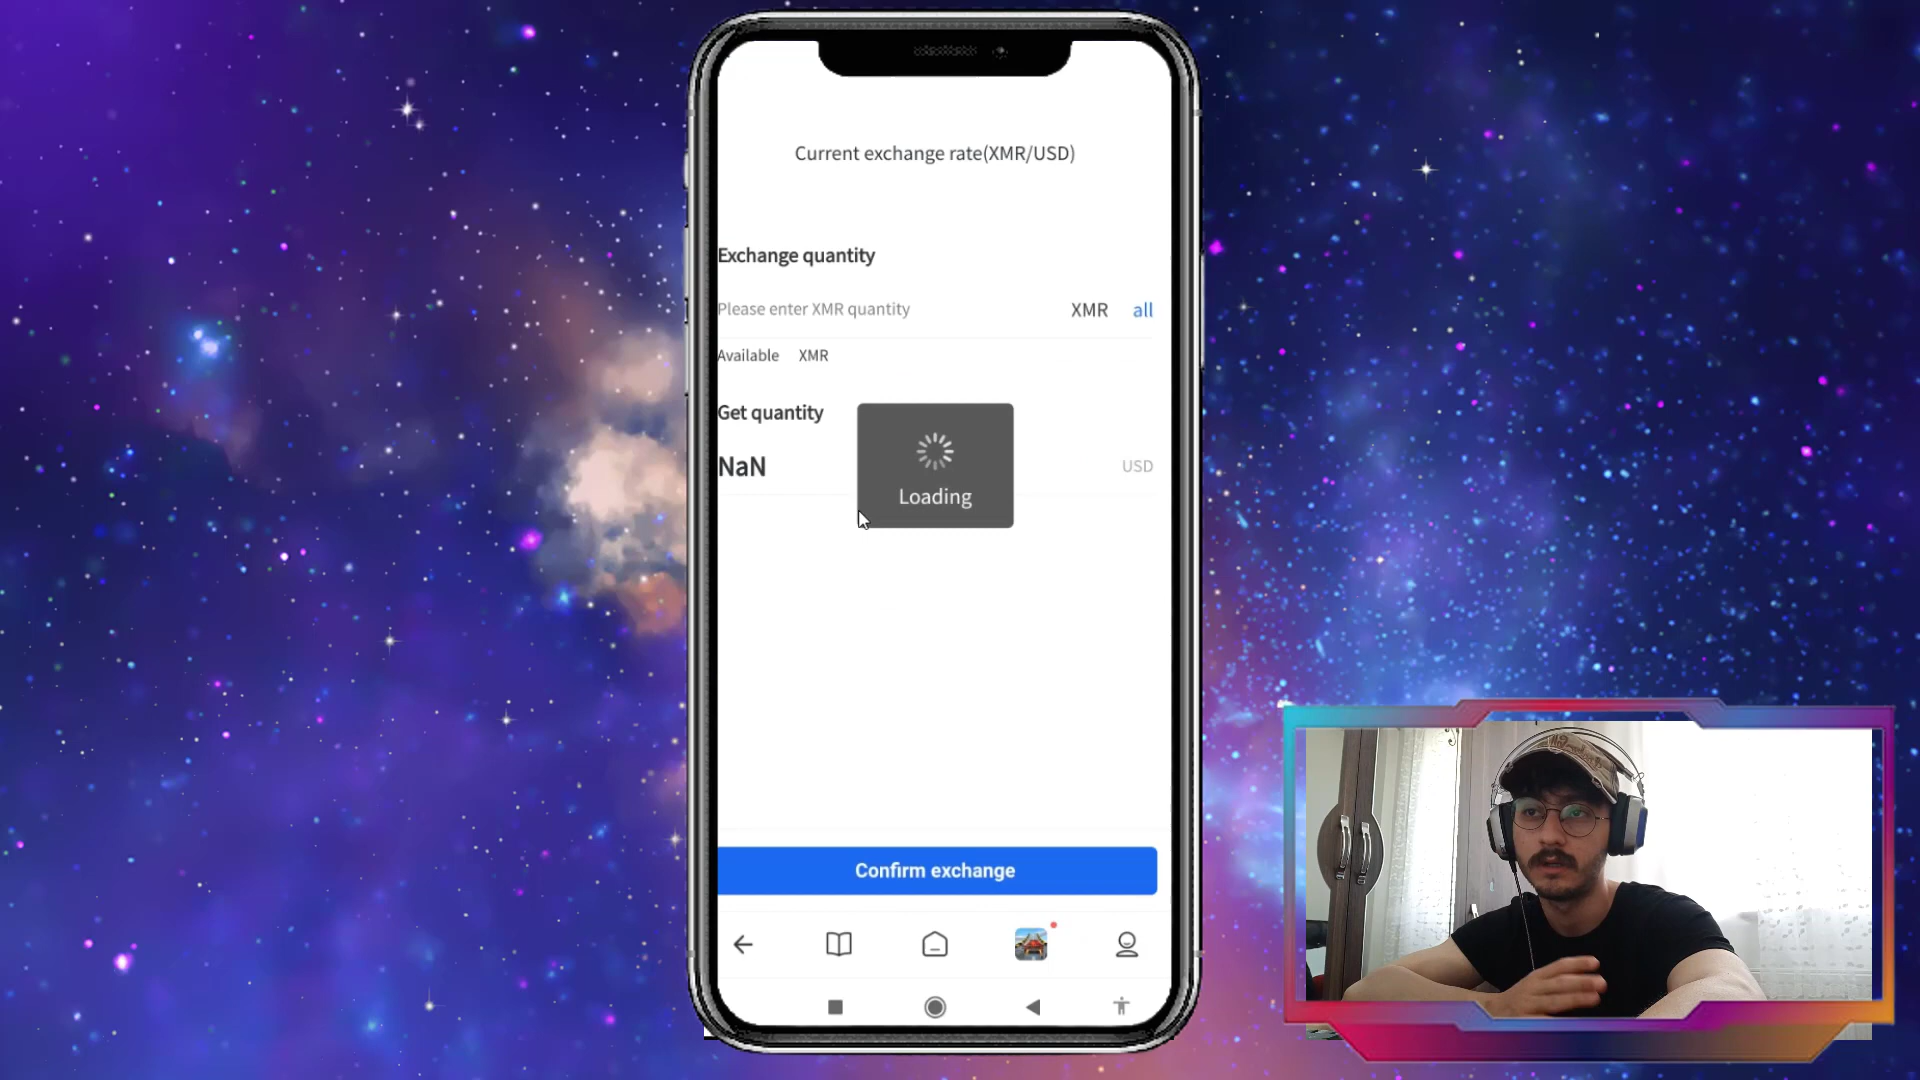 Current exchange rate(XMR/USD)
Exchange quantity
Please enter XMR quantity XMR all
Available XMR
Get quantity
NaN USD
Loading
Confirm exchange